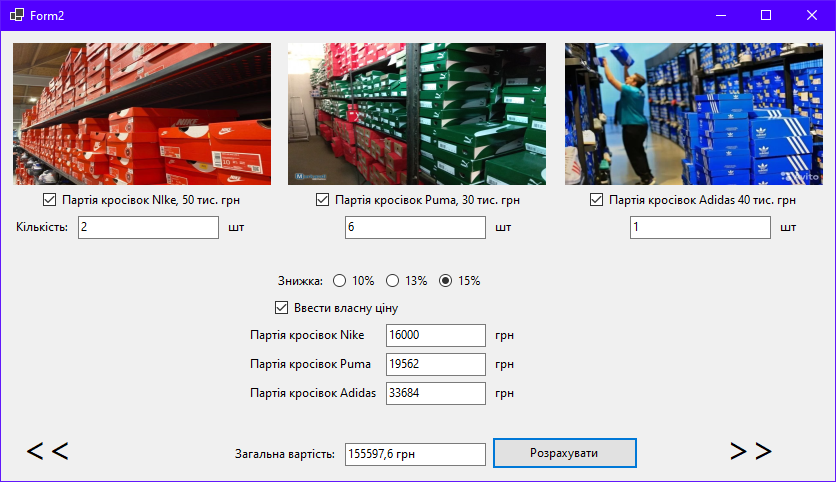 Form2
NIKE
Партія кросівок NIke, 50 тис. грн
Партія кросівок Puma, 30 тис. грн
Партія кросівок Adidas 40 тис. грн
Кількість: 2 шт
6 шт
1 шт
Знижка: 10% 13% 15%
Ввести власну ціну
Партія кросівок Nike 16000 грн
Партія кросівок Puma 19562 грн
Партія кросівок Adidas 33684 грн
<< Загальна вартість: 155597,6 грн Розрахувати >>